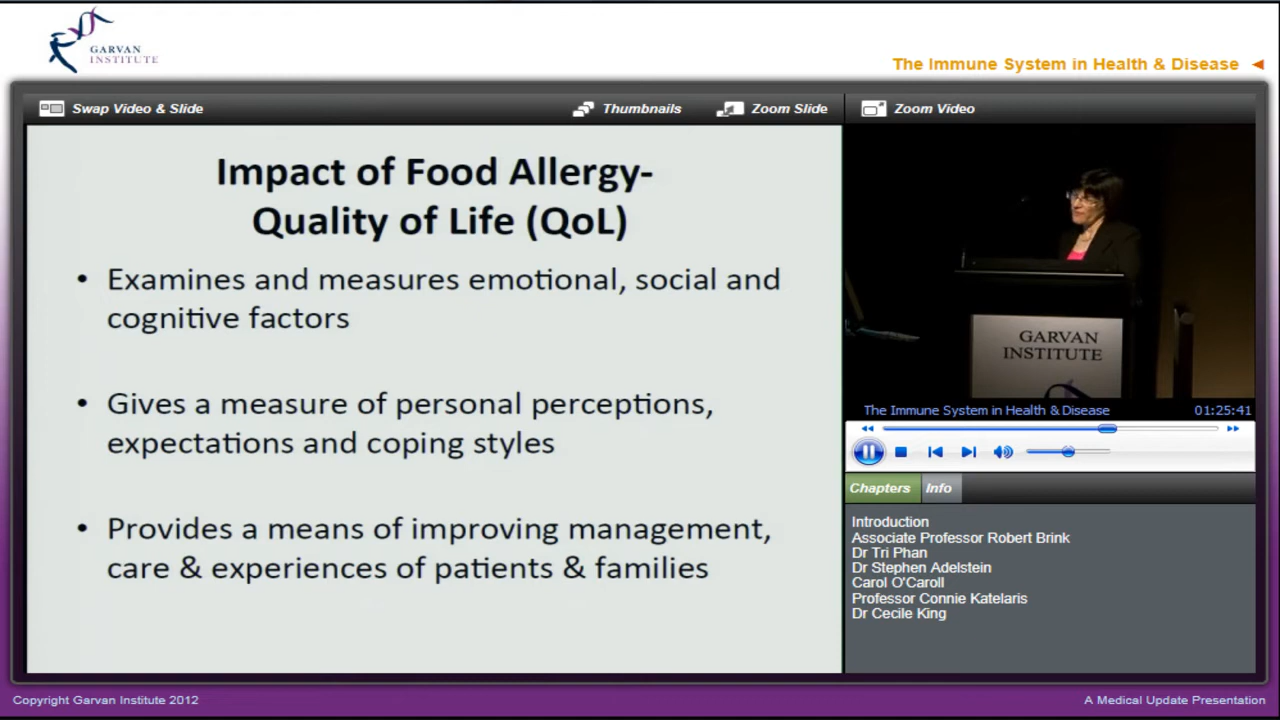 GARVAN
INSTITUTE
The Immune System in Health & Disease
Swap Video & Slide
Thumbnails
Zoom Slide
Zoom Video
Impact of Food Allergy-
Quality of Life (QoL)
• Examines and measures emotional, social and
cognitive factors
• Gives a measure of personal perceptions,
expectations and coping styles
• Provides a means of improving management,
care & experiences of patients & families
GARVAN
INSTITUTE
The Immune System in Health & Disease
01:25:41
Chapters
Info
Introduction
Associate Professor Robert Brink
Dr Tri Phan
Dr Stephen Adelstein
Carol O'Caroll
Professor Connie Katelaris
Dr Cecile King
Copyright Garvan Institute 2012
A Medical Update Presentation